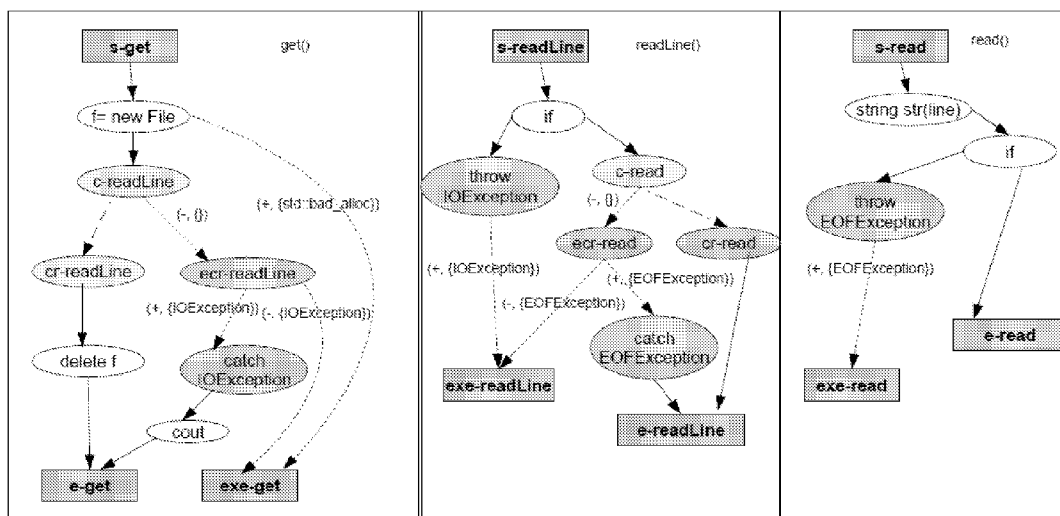 s-get
get()
f= new File
c-readLine
(+, {std::bad_alloc})
(-, {})
cr-readLine
ecr-readLine
(+, {IOException})
(-, {IOException})
delete f
catch
IOException
cout
e-get
exe-get
s-readLine
readLine()
if
throw
IOException
c-read
(-, {})
ecr-read
cr-read
(+, {IOException})
(+, {EOFException})
(-, {EOFException})
catch
EOFException
exe-readLine
e-readLine
s-read
read()
string str(line)
if
throw
EOFException
(+, {EOFException})
e-read
exe-read